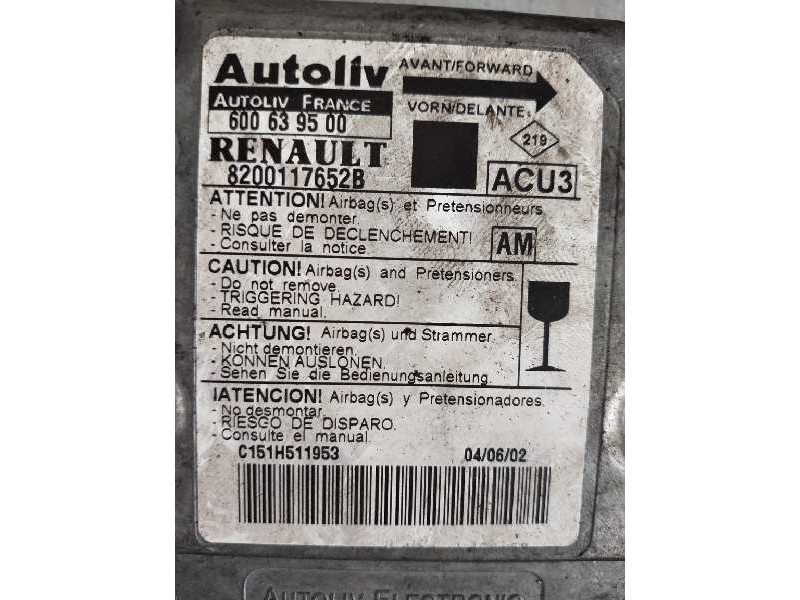 Autoliv
AVANT/FORWARD
AUTOLIV FRANCE
VORN/DELANTE
600 63 95 00
219
RENAULT
8200117652B
ACU3
ATTENTION! Airbag(s) et Pretensionneurs
- Ne pas demonter.
- RISQUE DE DECLENCHEMENT!
- Consulter la notice.
AM
CAUTION! Airbag(s) and Pretensioners.
- Do not remove.
- TRIGGERING HAZARD!
- Read manual.
ACHTUNG! Airbag(s) und Strammer.
- Nicht demontieren.
- KONNEN AUSLONEN.
- Sehen Sie die Bedienungsanleitung.
!ATENCION! Airbag(s) y Pretensionadores.
- No desmontar.
- RIESGO DE DISPARO.
- Consulte el manual.
C151H511953 04/06/02
AUTOLIV ELECTRONIC